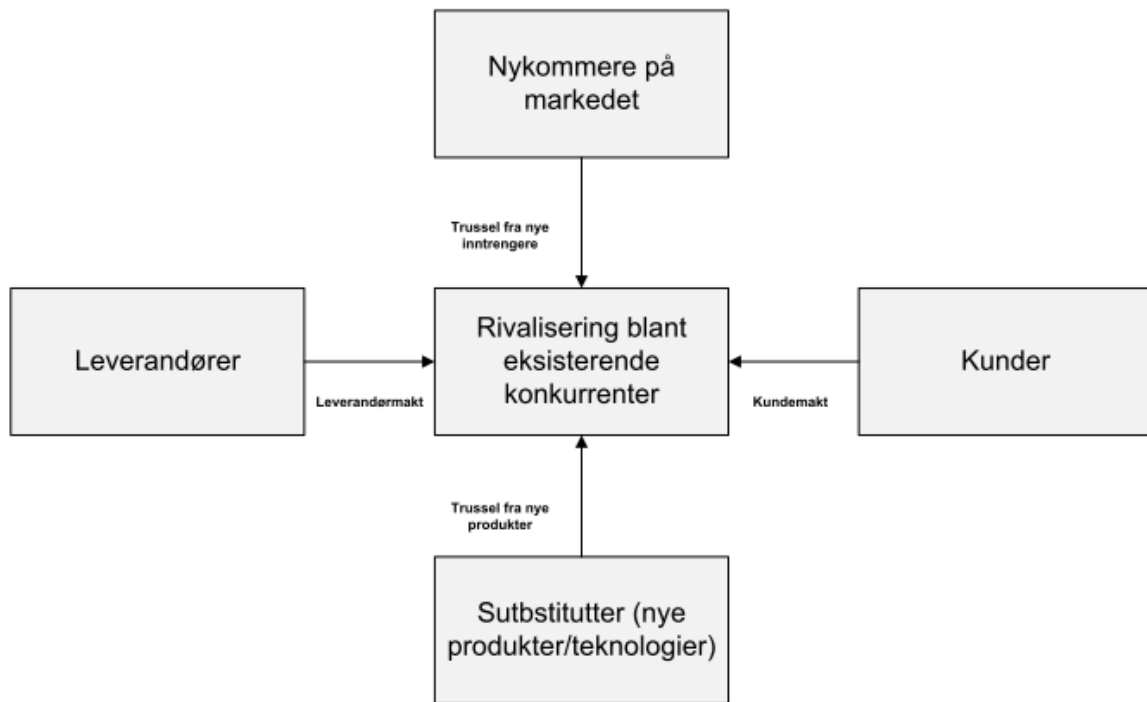 Nykommere på
markedet
Trussel fra nye
inntrengere
Leverandører
Leverandørmakt
Rivalisering blant
eksisterende
konkurrenter
Kundemakt
Kunder
Trussel fra nye
produkter
Sutbstitutter (nye
produkter/teknologier)